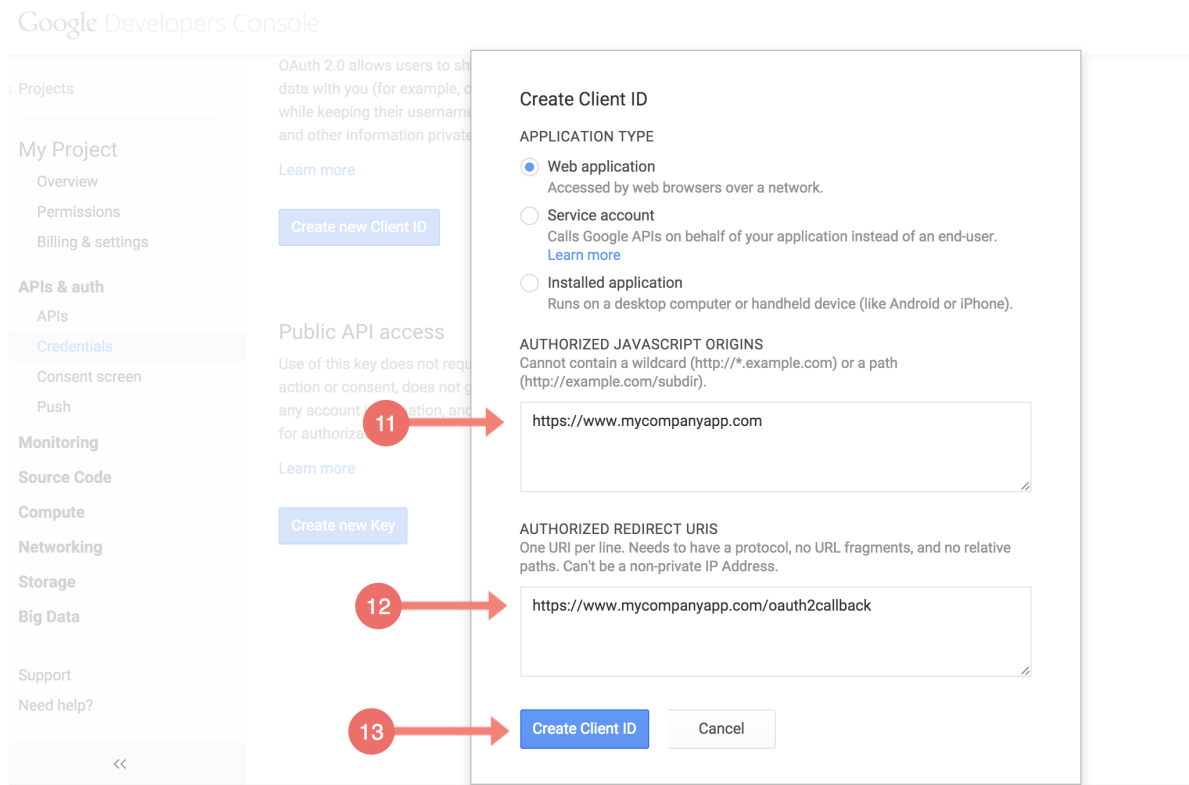 Google Developers Console
Projects
My Project
Overview
Permissions
Billing & settings
APIs & auth
APIs
Credentials
Consent screen
Push
Monitoring
Source Code
Compute
Networking
Storage
Big Data
Support
Need help?
OAuth 2.0 allows users to sh
data with you (for example, c
while keeping their username
and other information private
Learn more
Create new Client ID
Public API access
Use of this key does not requ
action or consent, does not g
any account ation, and
for authoriza
Learn more
Create new Key
Create Client ID
APPLICATION TYPE
Web application
Accessed by web browsers over a network.
Service account
Calls Google APIs on behalf of your application instead of an end-user.
Learn more
Installed application
Runs on a desktop computer or handheld device (like Android or iPhone).
AUTHORIZED JAVASCRIPT ORIGINS
Cannot contain a wildcard (http://*.example.com) or a path
(http://example.com/subdir).
11
https://www.mycompanyapp.com
AUTHORIZED REDIRECT URIS
One URI per line. Needs to have a protocol, no URL fragments, and no relative
paths. Can't be a non-private IP Address.
12
https://www.mycompanyapp.com/oauth2callback
13
Create Client ID
Cancel